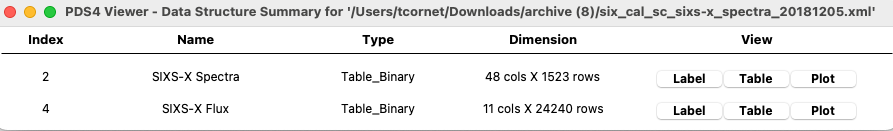 PDS4 Viewer - Data Structure Summary for '/Users/tcornet/Downloads/archive (8)/six_cal_sc_sixs-x_spectra_20181205.xml'
Index Name Type Dimension View
2 SIXS-X Spectra Table_Binary 48 cols X 1523 rows Label Table Plot
4 SIXS-X Flux Table_Binary 11 cols X 24240 rows Label Table Plot